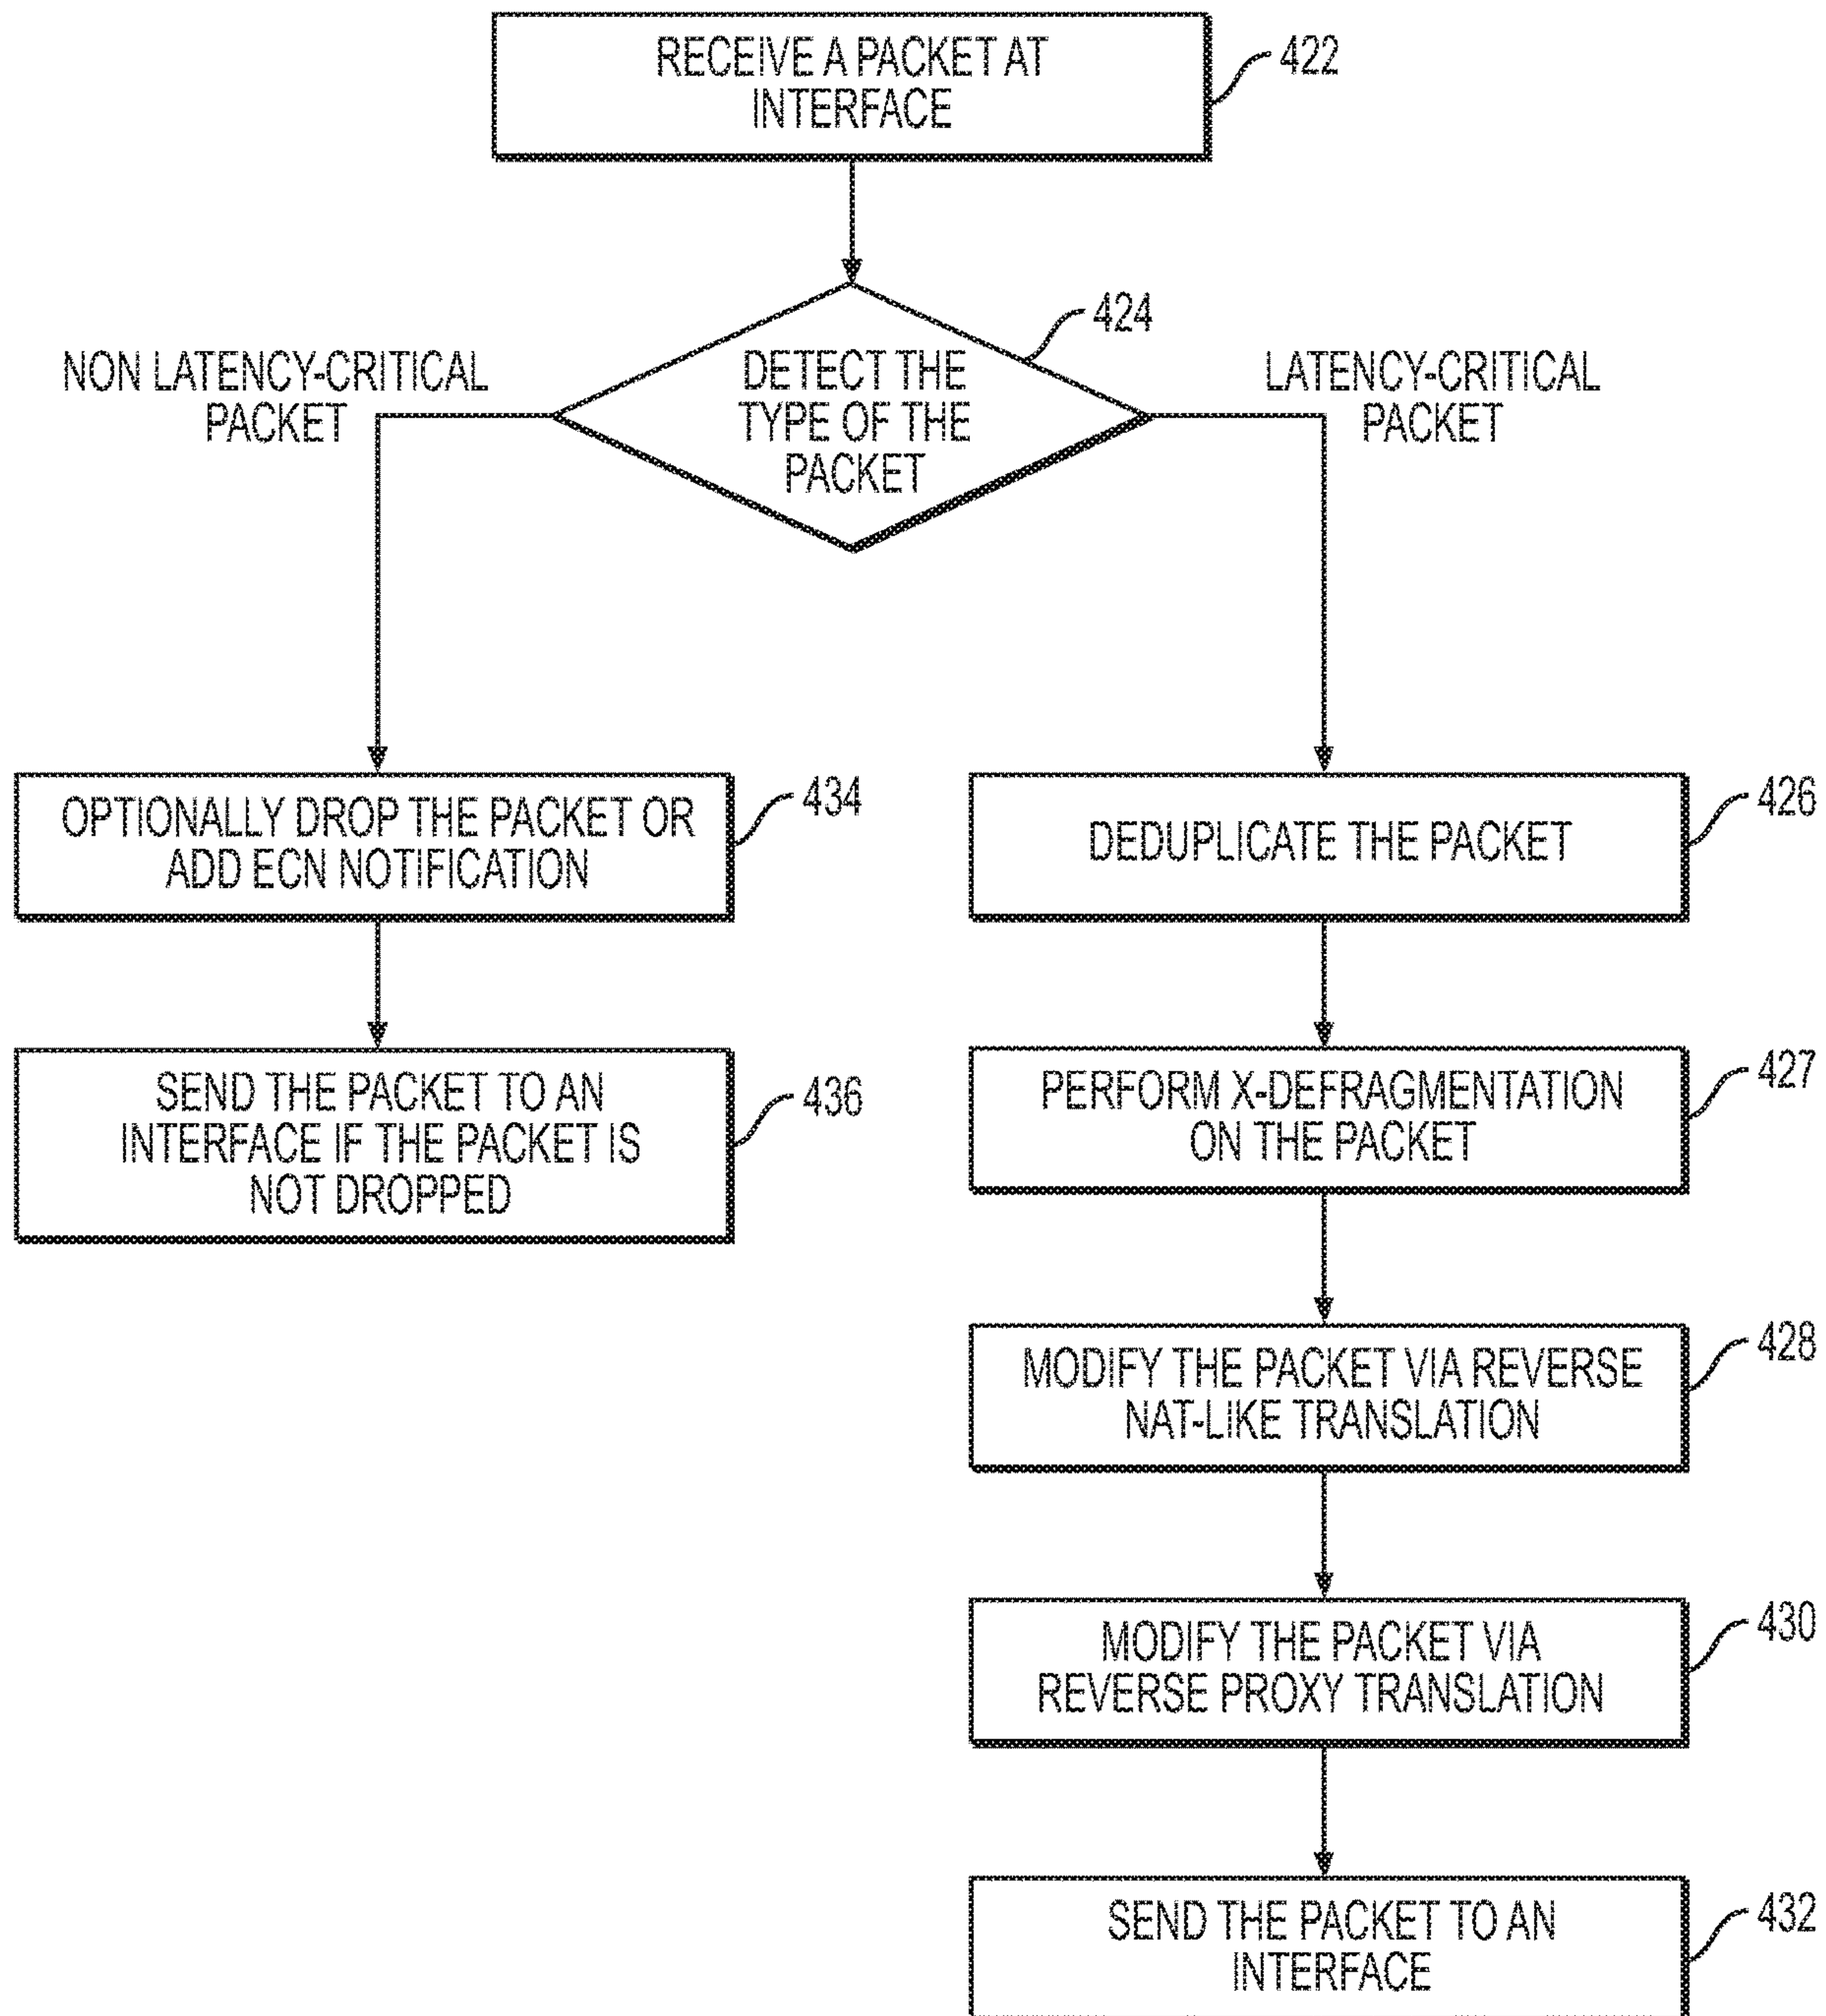 RECEIVE A PACKET AT
INTERFACE
422
424
DETECT THE
TYPE OF THE
PACKET
NON LATENCY-CRITICAL
PACKET
LATENCY-CRITICAL
PACKET
OPTIONALLY DROP THE PACKET OR
ADD ECN NOTIFICATION
434
SEND THE PACKET TO AN
INTERFACE IF THE PACKET IS
NOT DROPPED
436
DEDUPLICATE THE PACKET
426
PERFORM X-DEFRAGMENTATION
ON THE PACKET
427
MODIFY THE PACKET VIA REVERSE
NAT-LIKE TRANSLATION
428
MODIFY THE PACKET VIA
REVERSE PROXY TRANSLATION
430
SEND THE PACKET TO AN
INTERFACE
432